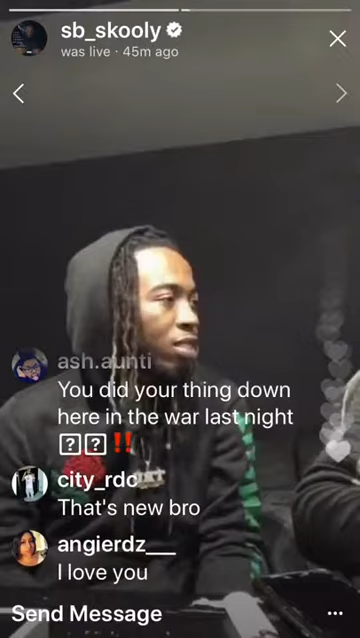 sb_skooly
was live · 45m ago
ash.aunti
You did your thing down
here in the war last night
‼️
city_rdc
That's new bro
angierdz___
I love you
Send Message